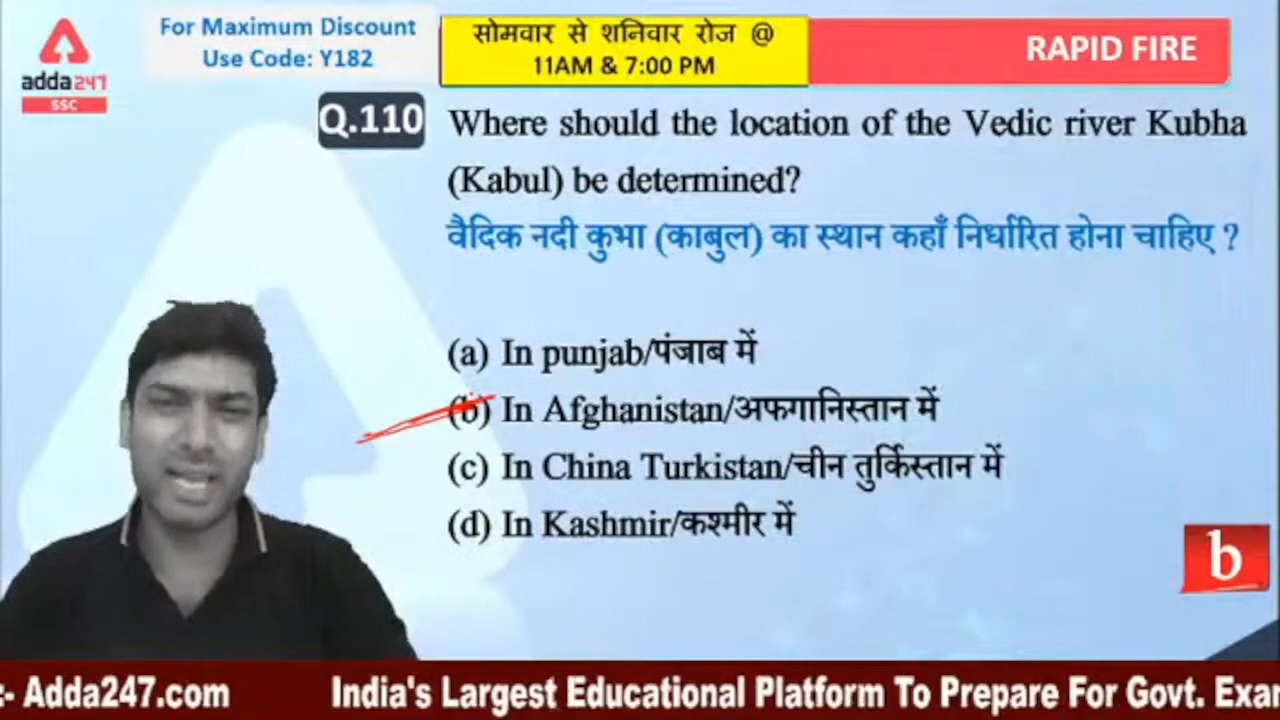 adda247
SSC
For Maximum Discount
Use Code: Y182
सोमवार से शनिवार रोज @
11AM & 7:00 PM
RAPID FIRE
Q.110
Where should the location of the Vedic river Kubha
(Kabul) be determined?
वैदिक नदी कुभा (काबुल) का स्थान कहाँ निर्धारित होना चाहिए ?
(a) In punjab/पंजाब में
(b) In Afghanistan/अफगानिस्तान में
(c) In China Turkistan/चीन तुर्किस्तान में
(d) In Kashmir/कश्मीर में
b
:- Adda247.com India's Largest Educational Platform To Prepare For Govt. Exa